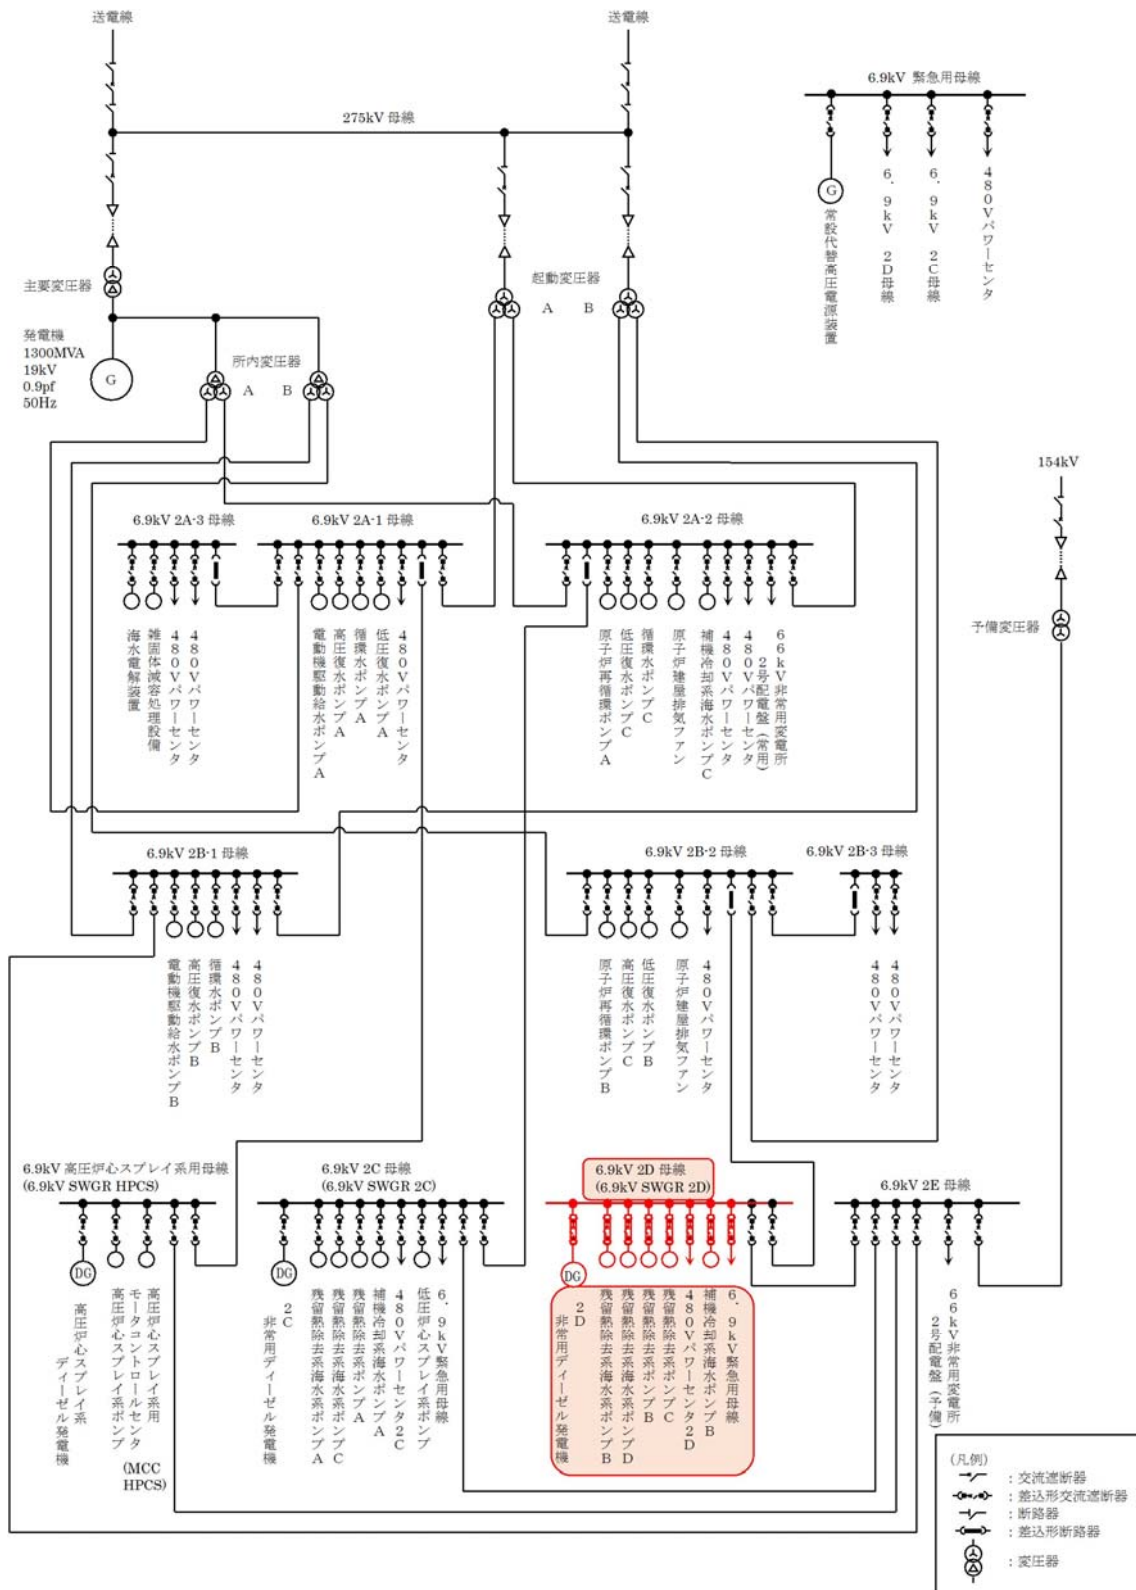 送電線
送電線
6.9kV 緊急用母線
275kV 母線
G
常設代替高圧電源装置
6．9kV 2D母線
6．9kV 2C母線
480Vパワーセンタ
主要変圧器
起動変圧器
A
B
発電機
1300MVA
19kV
0.9pf
50Hz
G
所内変圧器
A
B
154kV
予備変圧器
6.9kV 2A-3 母線
海水電解装置
雑固体減容処理設備
480Vパワーセンタ
480Vパワーセンタ
6.9kV 2A-1 母線
電動機駆動給水ポンプA
高圧復水ポンプA
循環水ポンプA
低圧復水ポンプA
480Vパワーセンタ
6.9kV 2A-2 母線
原子炉再循環ポンプA
低圧復水ポンプC
循環水ポンプC
原子炉建屋排気ファン
補機冷却系海水ポンプC
480Vパワーセンタ
480Vパワーセンタ
66kV非常用変電所
2号配電盤(常用)
6.9kV 2B-1 母線
電動機駆動給水ポンプB
高圧復水ポンプB
循環水ポンプB
480Vパワーセンタ
480Vパワーセンタ
6.9kV 2B-2 母線
原子炉再循環ポンプB
高圧復水ポンプC
低圧復水ポンプB
原子炉建屋排気ファン
480Vパワーセンタ
6.9kV 2B-3 母線
480Vパワーセンタ
480Vパワーセンタ
6.9kV 高圧炉心スプレイ系用母線
(6.9kV SWGR HPCS)
DG
高圧炉心スプレイ系
ディーゼル発電機
高圧炉心スプレイ系ポンプ
高圧炉心スプレイ系用
モータコントロールセンタ
(MCC
HPCS)
6.9kV 2C 母線
(6.9kV SWGR 2C)
DG
2C
非常用ディーゼル発電機
残留熱除去系海水系ポンプA
残留熱除去系海水系ポンプC
残留熱除去系ポンプA
補機冷却系海水ポンプA
480Vパワーセンタ2C
低圧炉心スプレイ系ポンプ
6．9kV緊急用母線
6.9kV 2D 母線
(6.9kV SWGR 2D)
DG
2D
非常用ディーゼル発電機
残留熱除去系海水系ポンプB
残留熱除去系海水系ポンプD
残留熱除去系ポンプB
残留熱除去系ポンプC
480Vパワーセンタ2D
補機冷却系海水ポンプB
6．9kV緊急用母線
6.9kV 2E 母線
66kV非常用変電所
2号配電盤(予備)
(凡例)
：交流遮断器
：差込形交流遮断器
：断路器
：差込形断路器
：変圧器